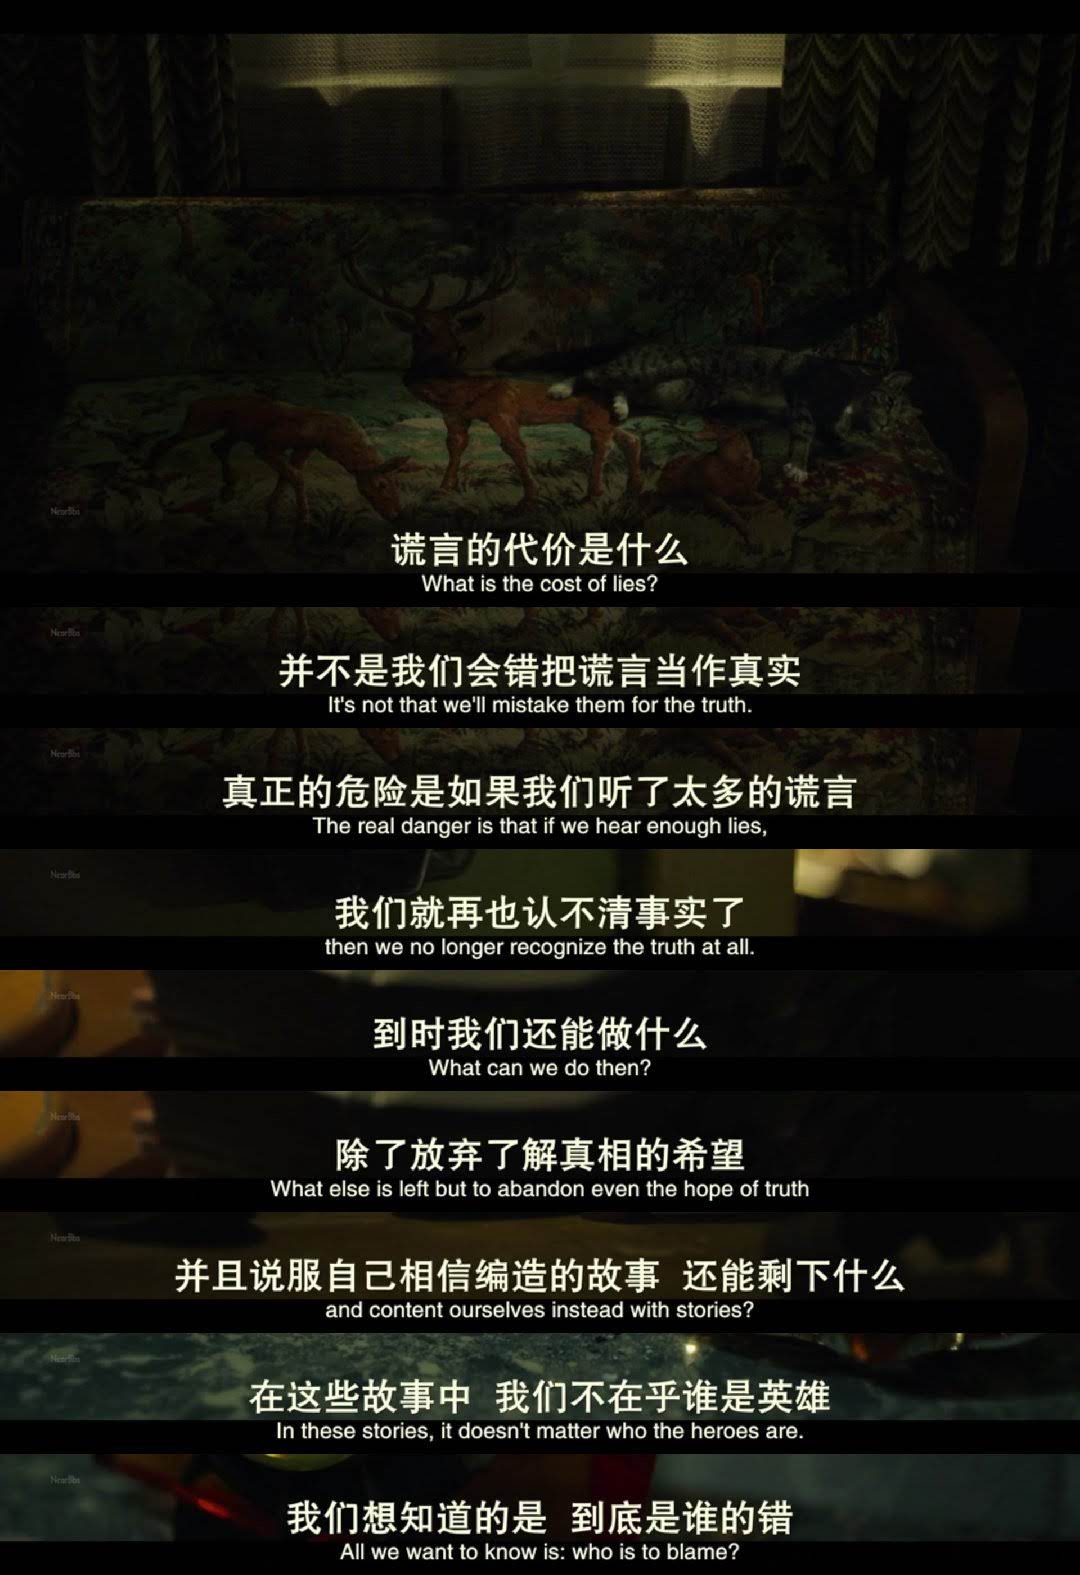 NearBbs
谎言的代价是什么
What is the cost of lies?
NearBbs
并不是我们会错把谎言当作真实
It's not that we'll mistake them for the truth.
NearBbs
真正的危险是如果我们听了太多的谎言
The real danger is that if we hear enough lies,
NearBbs
我们就再也认不清事实了
then we no longer recognize the truth at all.
NearBbs
到时我们还能做什么
What can we do then?
NearBbs
除了放弃了解真相的希望
What else is left but to abandon even the hope of truth
NearBbs
并且说服自己相信编造的故事 还能剩下什么
and content ourselves instead with stories?
NearBbs
在这些故事中 我们不在乎谁是英雄
In these stories, it doesn't matter who the heroes are.
NearBbs
我们想知道的是 到底是谁的错
All we want to know is: who is to blame?